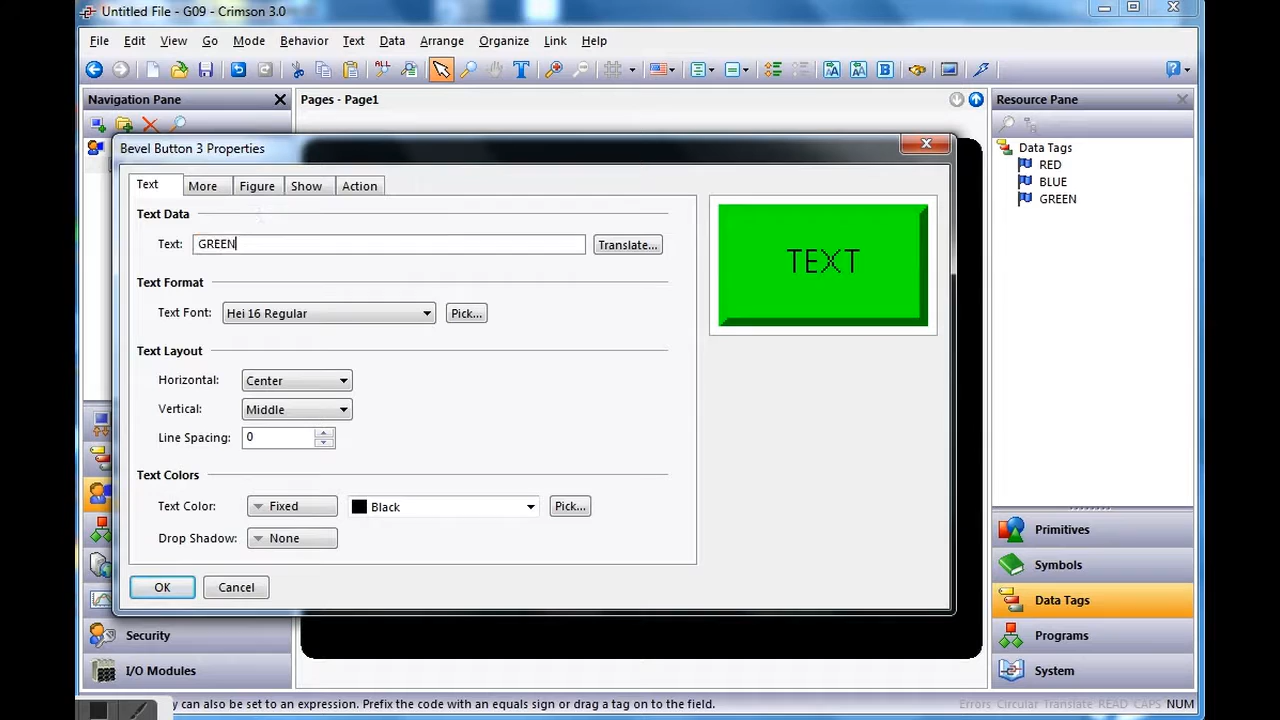 Untitled File - G09 - Crimson 3.0
File Edit View Go Mode Behavior Text Data Arrange Organize Link Help
Navigation Pane
Pages - Page1
Resource Pane
Bevel Button 3 Properties
Data Tags
RED
BLUE
GREEN
Text More Figure Show Action
Text Data
Text: GREEN Translate...
TEXT
Text Format
Text Font: Hei 16 Regular Pick...
Text Layout
Horizontal: Center
Vertical: Middle
Line Spacing: 0
Text Colors
Text Color: Fixed Black Pick...
Drop Shadow: None
OK Cancel
Primitives
Symbols
Data Tags
Programs
System
Security
I/O Modules
y can also be set to an expression. Prefix the code with an equals sign or drag a tag on to the field.
Errors Circular Translate READ CAPS NUM